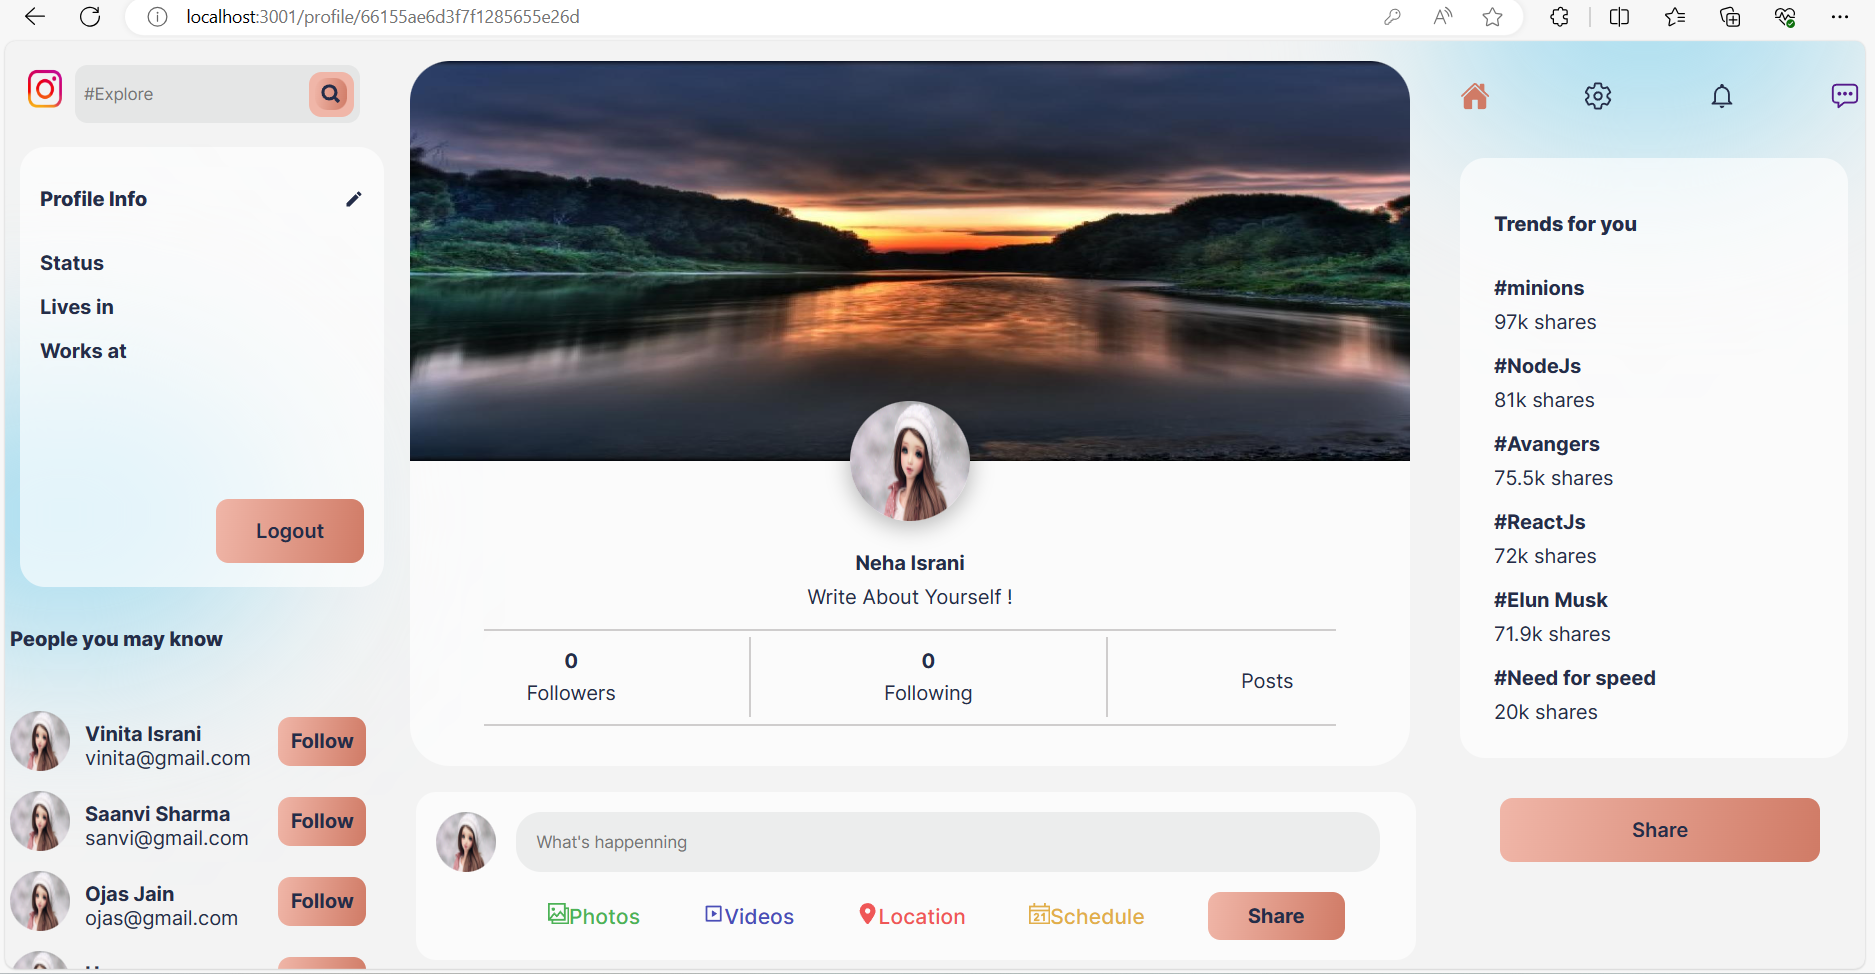 localhost:3001/profile/66155ae6d3f7f1285655e26d
#Explore
Profile Info
Status
Lives in
Works at
Logout
People you may know
Vinita Israni
vinita@gmail.com
Follow
Saanvi Sharma
sanvi@gmail.com
Follow
Ojas Jain
ojas@gmail.com
Follow
Neha Israni
Write About Yourself !
0
Followers
0
Following
Posts
What's happenning
Photos
Videos
Location
21
Schedule
Share
Trends for you
#minions
97k shares
#NodeJs
81k shares
#Avangers
75.5k shares
#ReactJs
72k shares
#Elun Musk
71.9k shares
#Need for speed
20k shares
Share